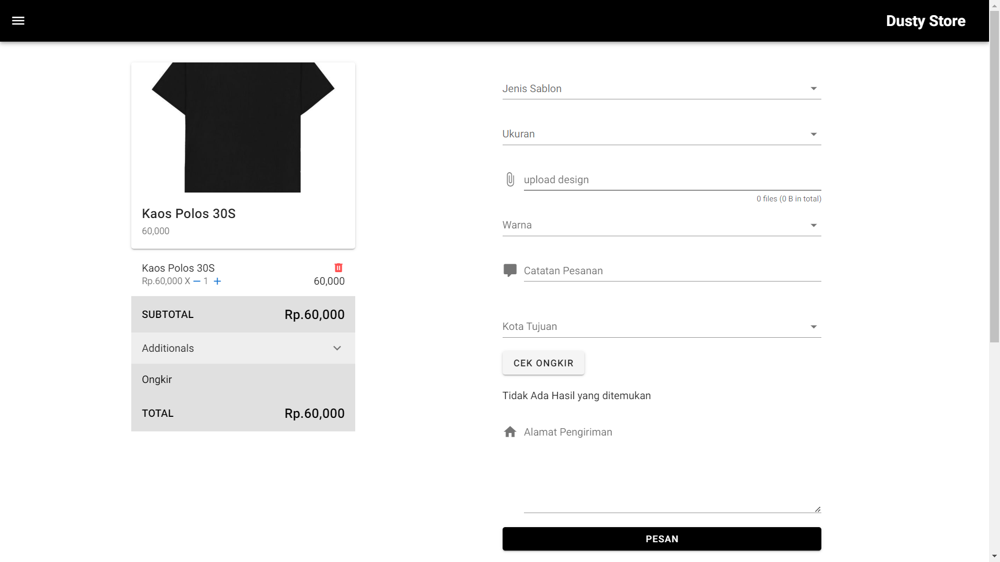 Dusty Store
Kaos Polos 30S
60,000
Kaos Polos 30S
Rp.60,000 X 1
60,000
SUBTOTAL Rp.60,000
Additionals
Ongkir
TOTAL Rp.60,000
Jenis Sablon
Ukuran
upload design
0 files (0 B in total)
Warna
Catatan Pesanan
Kota Tujuan
CEK ONGKIR
Tidak Ada Hasil yang ditemukan
Alamat Pengiriman
PESAN